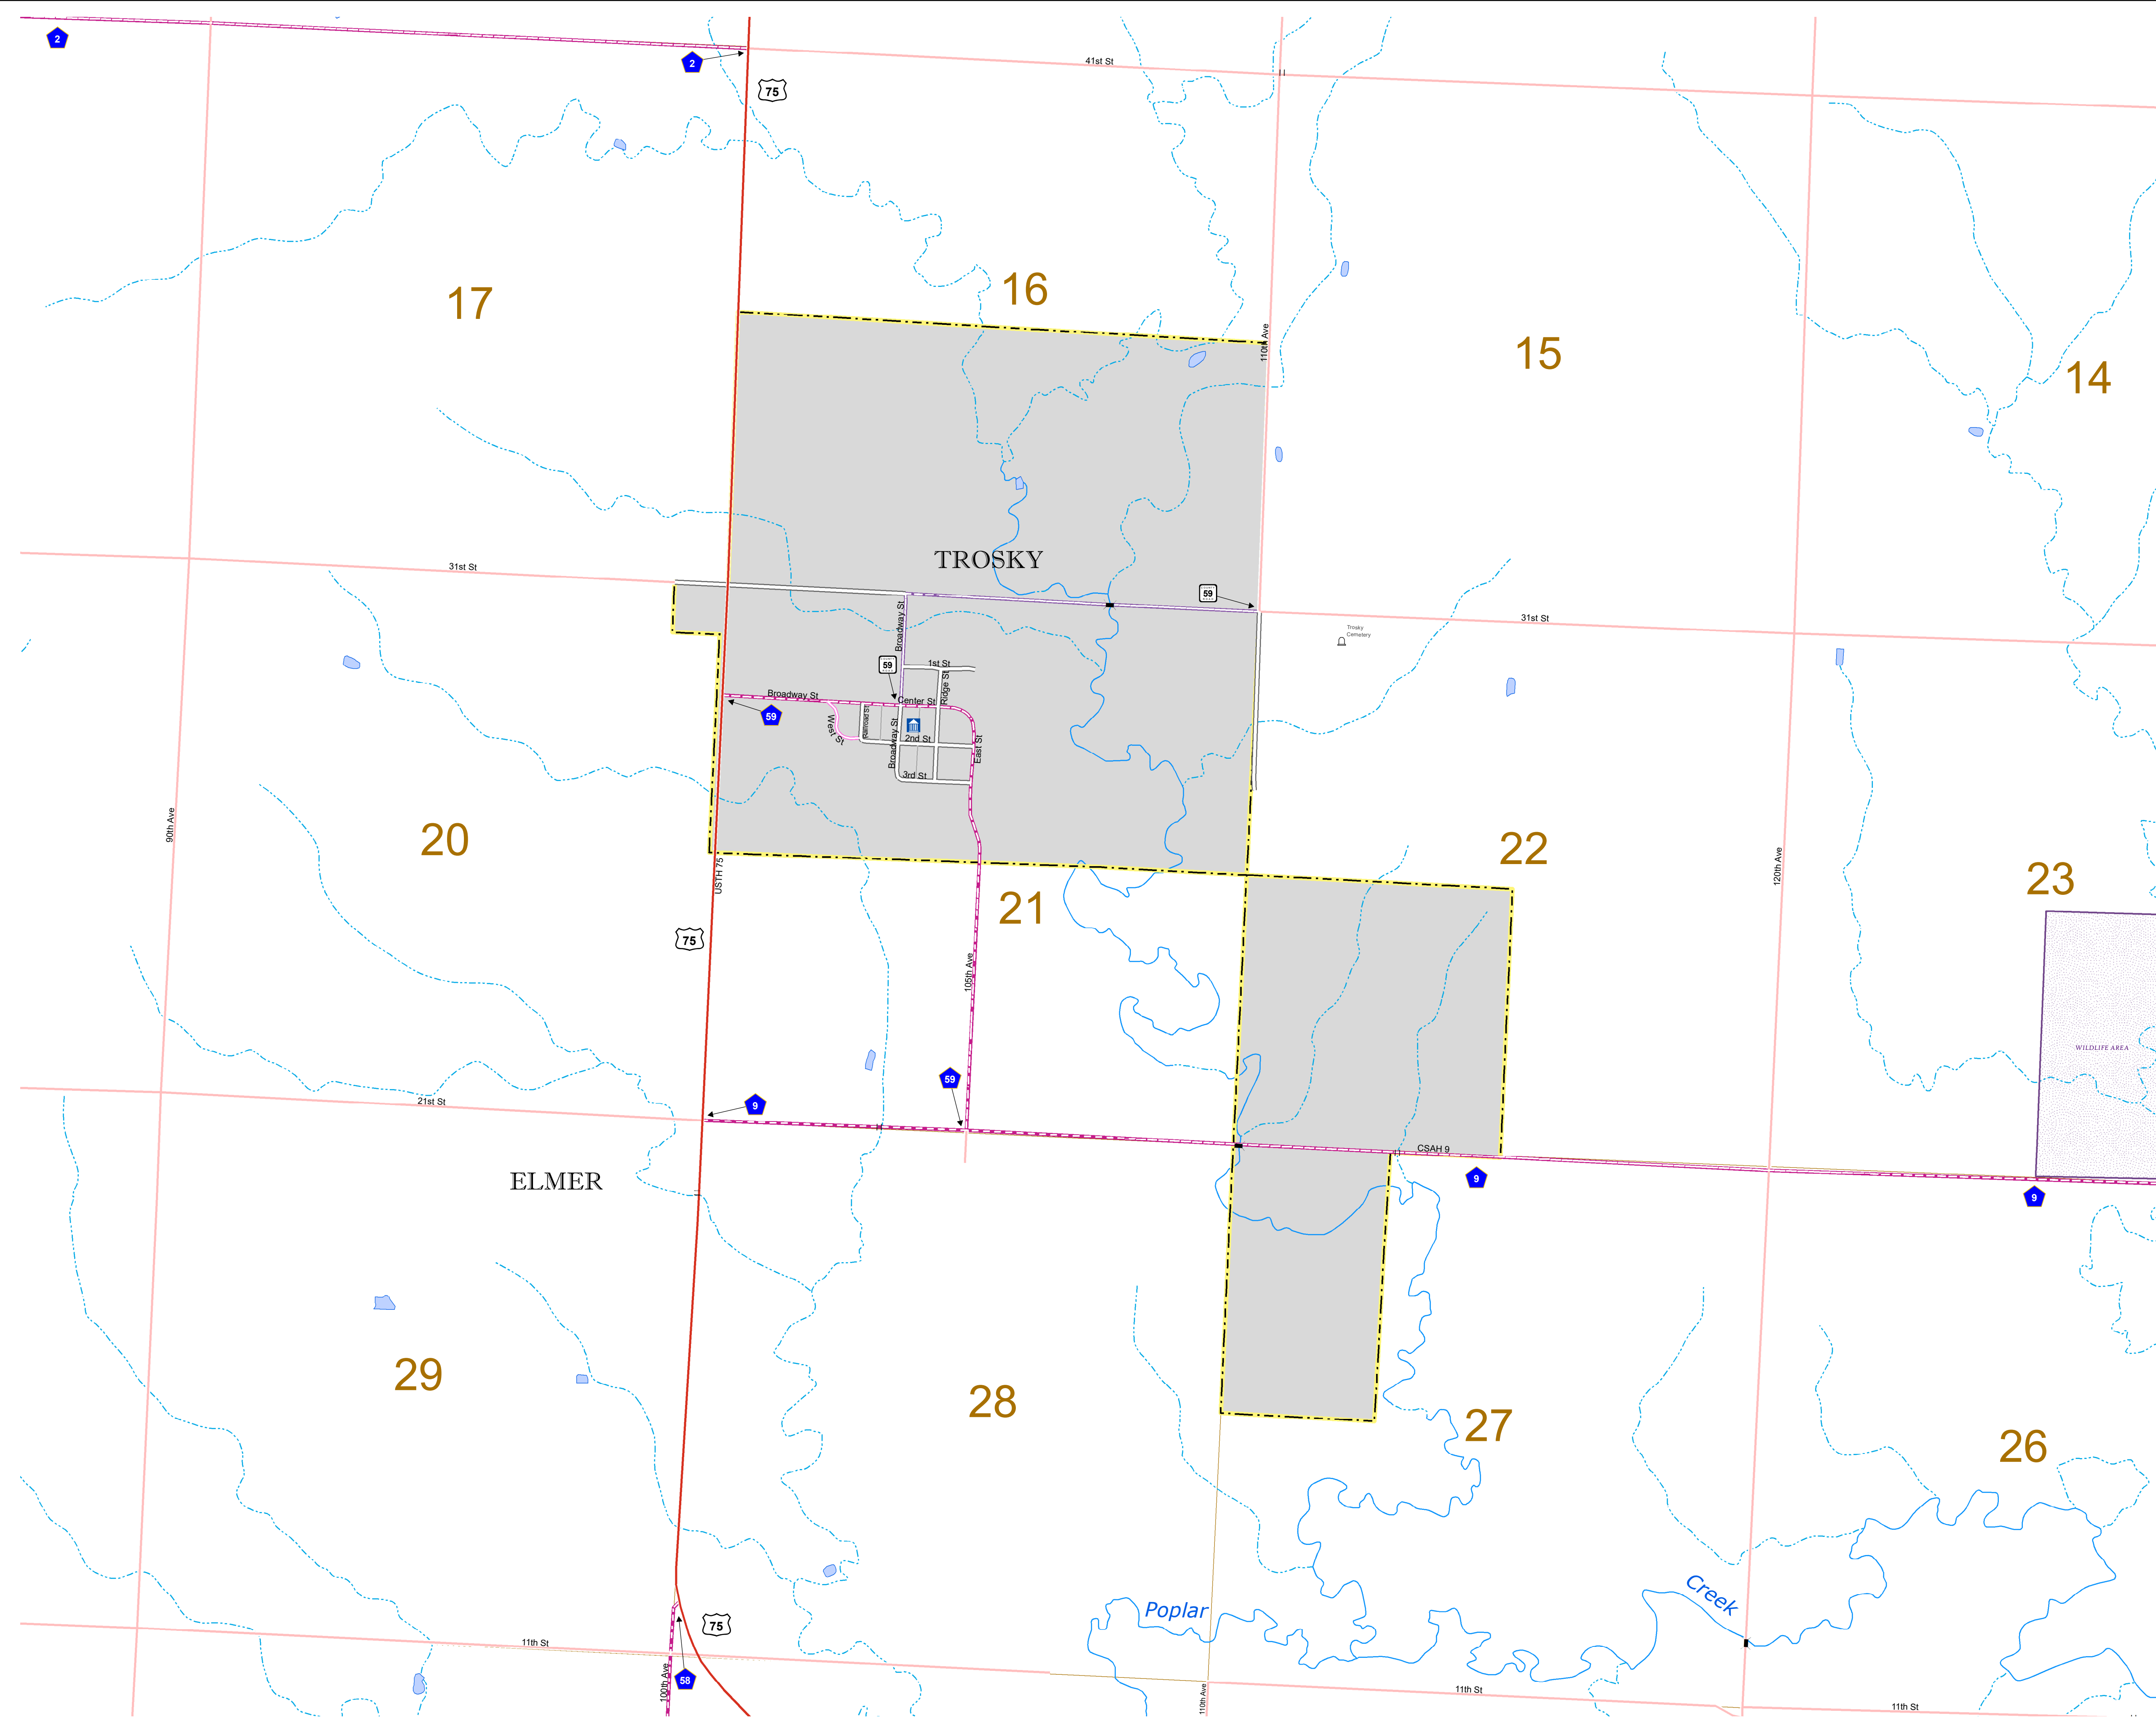 2
2
75
41st St
17
16
15
14
110th Ave
TROSKY
31st St
59
31st St
Trosky
Cemetery
Broadway St
59
1st St
Ridge St
Broadway St
Center St
59
West St
Railroad St
Broadway St
2nd St
East St
3rd St
90th Ave
20
USTH 75
21
22
120th Ave
23
75
105th Ave
WILDLIFE AREA
59
9
21st St
CSAH 9
9
9
ELMER
29
28
27
26
Poplar
Creek
75
11th St
100th Ave
58
110th Ave
11th St
11th St